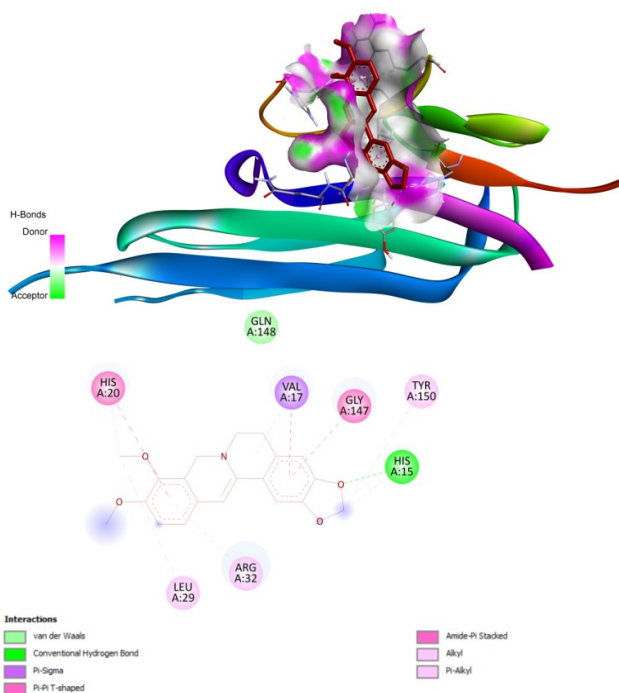 H-Bonds
Donor
Acceptor
GLN
A:148
HIS
A:20
VAL
A:17
GLY
A:147
TYR
A:150
HIS
A:15
O
N
O
O
O
ARG
A:32
LEU
A:29
Interactions
van der Waals
Conventional Hydrogen Bond
Pi-Sigma
Pi-Pi T-shaped
Amide-Pi Stacked
Alkyl
Pi-Alkyl